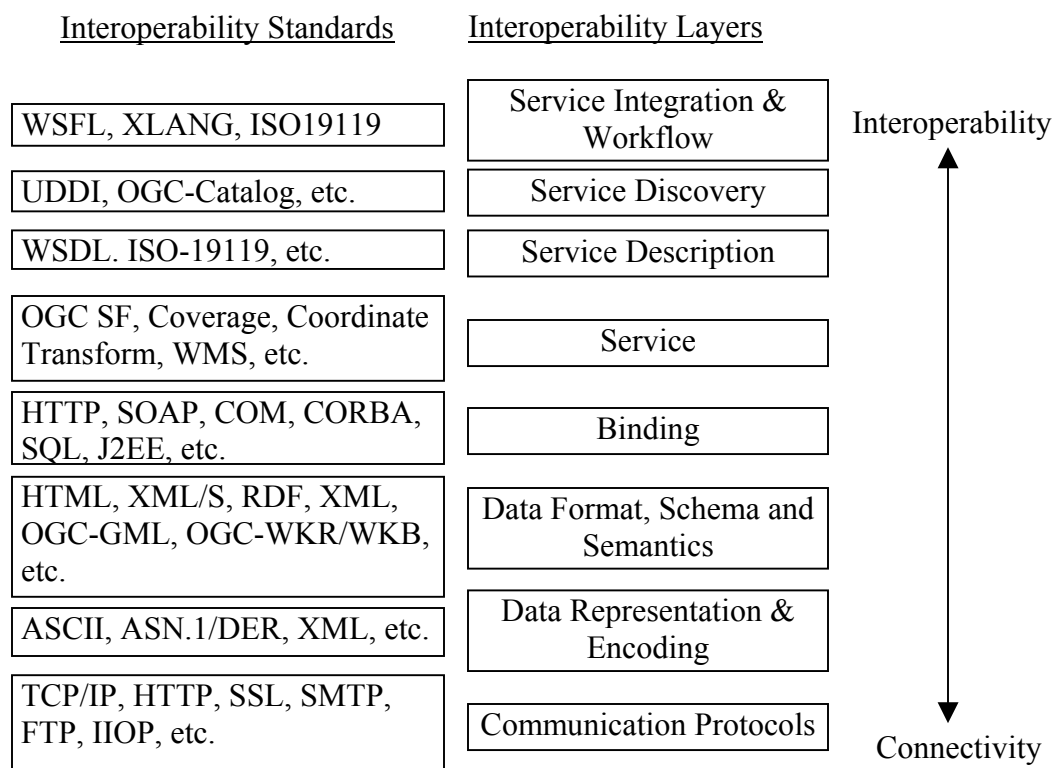 Interoperability Standards
Interoperability Layers
WSFL, XLANG, ISO19119
Service Integration &
Workflow
Interoperability
UDDI, OGC-Catalog, etc.
Service Discovery
WSDL. ISO-19119, etc.
Service Description
OGC SF, Coverage, Coordinate
Transform, WMS, etc.
Service
HTTP, SOAP, COM, CORBA,
SQL, J2EE, etc.
Binding
HTML, XML/S, RDF, XML,
OGC-GML, OGC-WKR/WKB,
etc.
Data Format, Schema and
Semantics
ASCII, ASN.1/DER, XML, etc.
Data Representation &
Encoding
TCP/IP, HTTP, SSL, SMTP,
FTP, IIOP, etc.
Communication Protocols
Connectivity